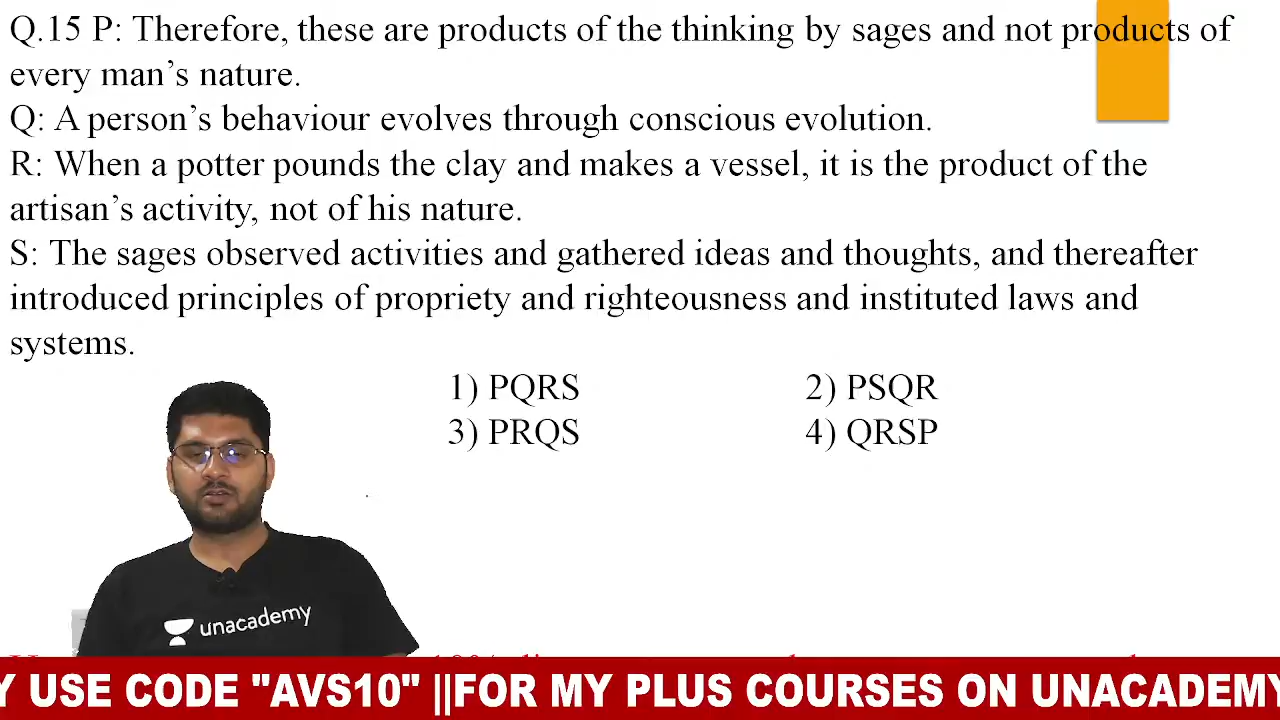 Q.15 P: Therefore, these are products of the thinking by sages and not products of
every man's nature.
Q: A person's behaviour evolves through conscious evolution.
R: When a potter pounds the clay and makes a vessel, it is the product of the
artisan's activity, not of his nature.
S: The sages observed activities and gathered ideas and thoughts, and thereafter
introduced principles of propriety and righteousness and instituted laws and
systems.
1) PQRS 2) PSQR
3) PRQS 4) QRSP
unacademy
Y USE CODE "AVS10" ||FOR MY PLUS COURSES ON UNACADEMY